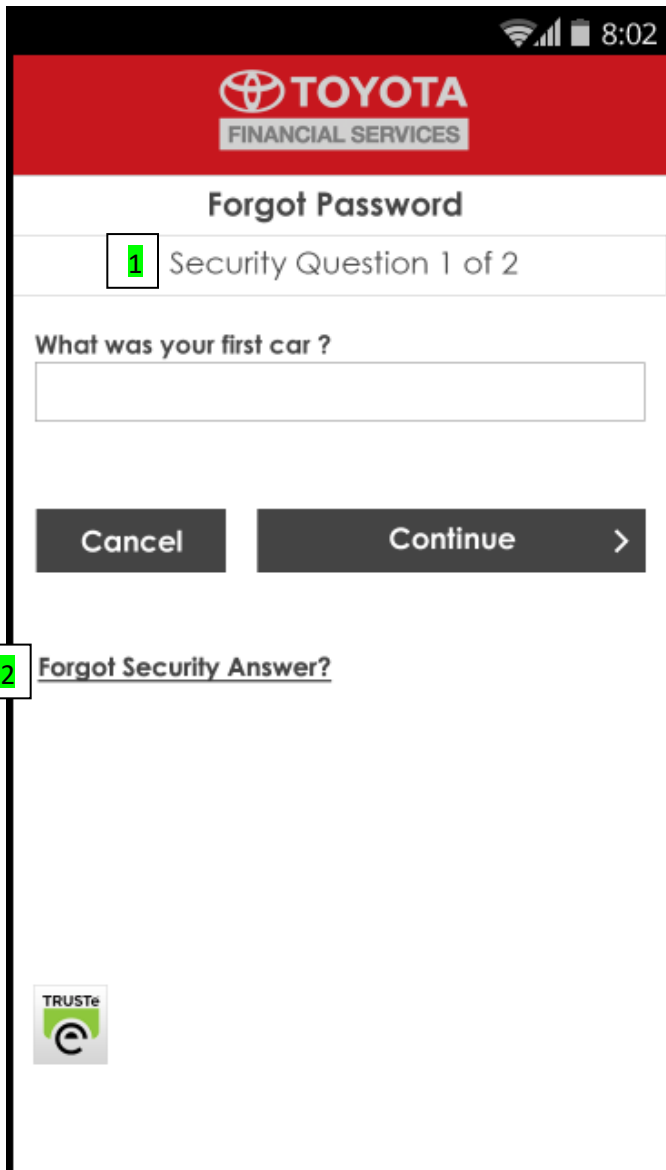 8:02
TOYOTA
FINANCIAL SERVICES
Forgot Password
1 Security Question 1 of 2
What was your first car ?
Cancel Continue >
2 Forgot Security Answer?
TRUSTe
e